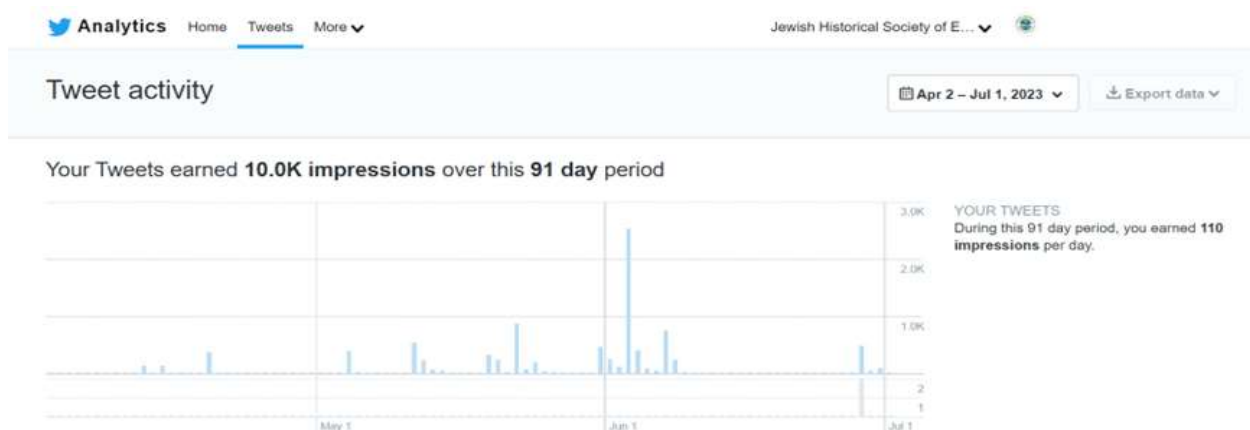 Analytics Home Tweets More
Jewish Historical Society of E...
Tweet activity
Apr 2 – Jul 1, 2023
Export data
Your Tweets earned 10.0K impressions over this 91 day period
3.0K
2.0K
1.0K
2
1
May 1
Jun 1
Jul 1
YOUR TWEETS
During this 91 day period, you earned 110
impressions per day.